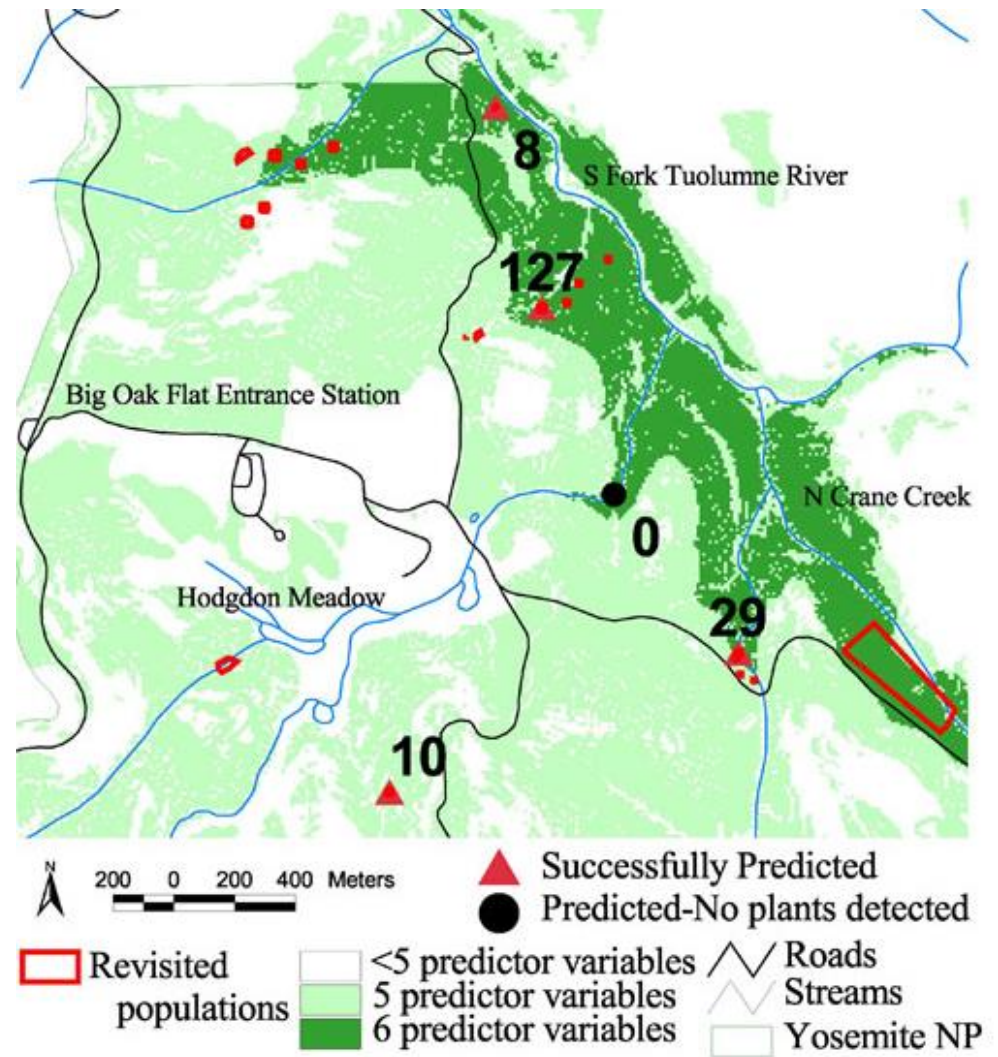 8
S Fork Tuolumne River
127
Big Oak Flat Entrance Station
N Crane Creek
0
Hodgdon Meadow
29
10
N
200 0 200 400 Meters
Successfully Predicted
Predicted-No plants detected
Revisited
populations
<5 predictor variables
5 predictor variables
6 predictor variables
Roads
Streams
Yosemite NP